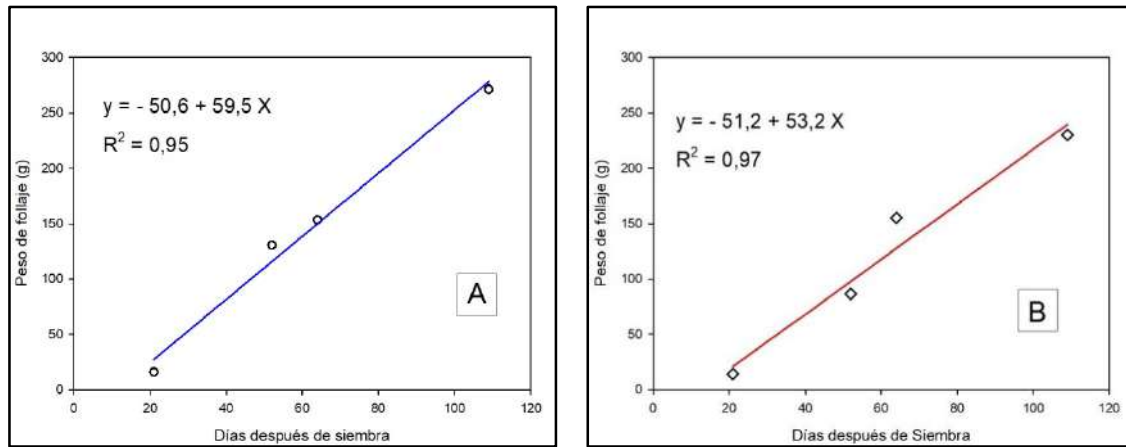 300
250
200
150
100
50
0
y = - 50,6 + 59,5 X
R² = 0,95
A
Peso de follaje (g)
0 20 40 60 80 100 120
Días después de siembra
300
250
200
150
100
50
0
y = - 51,2 + 53,2 X
R² = 0,97
B
Peso de follaje (g)
0 20 40 60 80 100 120
Días después de Siembra